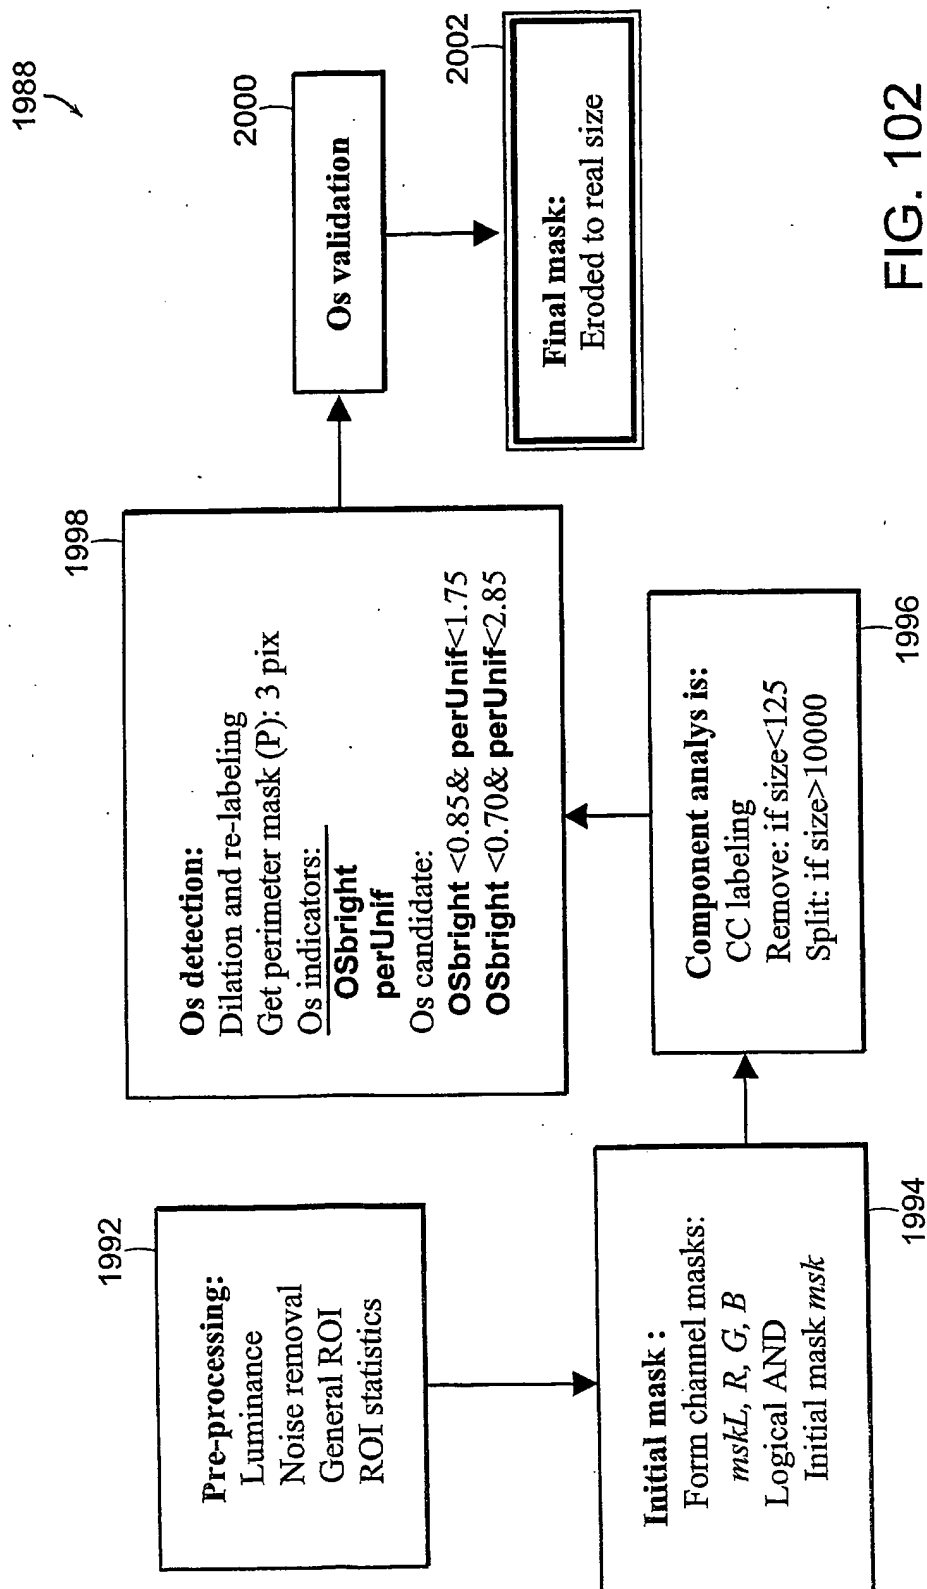 1988
1992
Pre-processing:
Luminance
Noise removal
General ROI
ROI statistics
Initial mask :
Form channel masks:
mskL, R, G, B
Logical AND
Initial mask msk
1994
Component analys is:
CC labeling
Remove: if size<125
Split: if size>10000
1996
1998
Os detection:
Dilation and re-labeling
Get perimeter mask (P): 3 pix
Os indicators:
OSbright
perUnif
Os candidate:
OSbright <0.85& perUnif<1.75
OSbright <0.70& perUnif<2.85
2000
Os validation
2002
Final mask:
Eroded to real size
FIG. 102